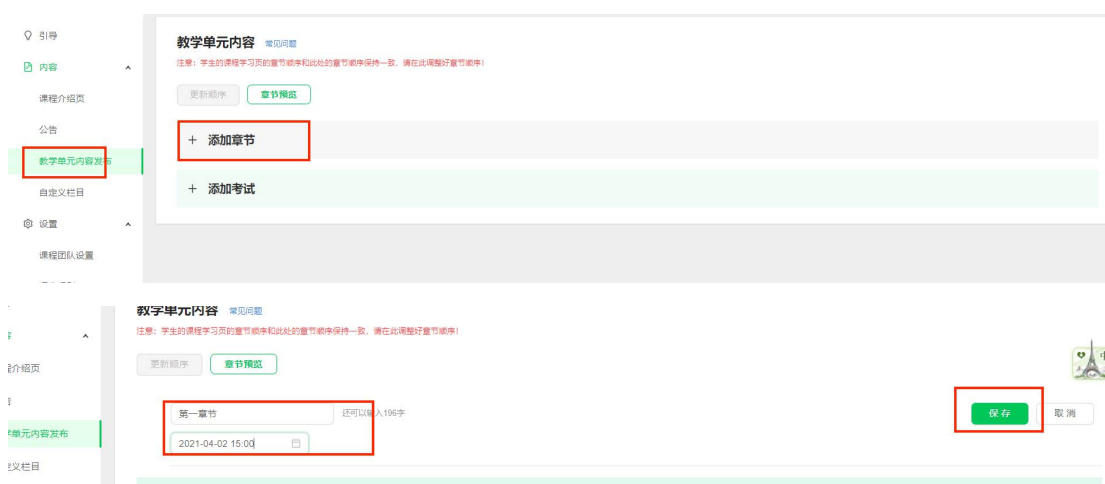 引导
内容
课程介绍页
公告
教学单元内容发布
自定义栏目
设置
课程团队设置
教学单元内容 常见问题
注意：学生的课程学习页的章节顺序和此处的章节顺序保持一致，请在此调整好章节顺序！
更新顺序 章节预览
+ 添加章节
+ 添加考试
教学单元内容 常见问题
注意：学生的课程学习页的章节顺序和此处的章节顺序保持一致，请在此调整好章节顺序！
更新顺序 章节预览
程介绍页
第一章节 还可以输入196字 保存 取消
2021-04-02 15:00
学单元内容发布
定义栏目